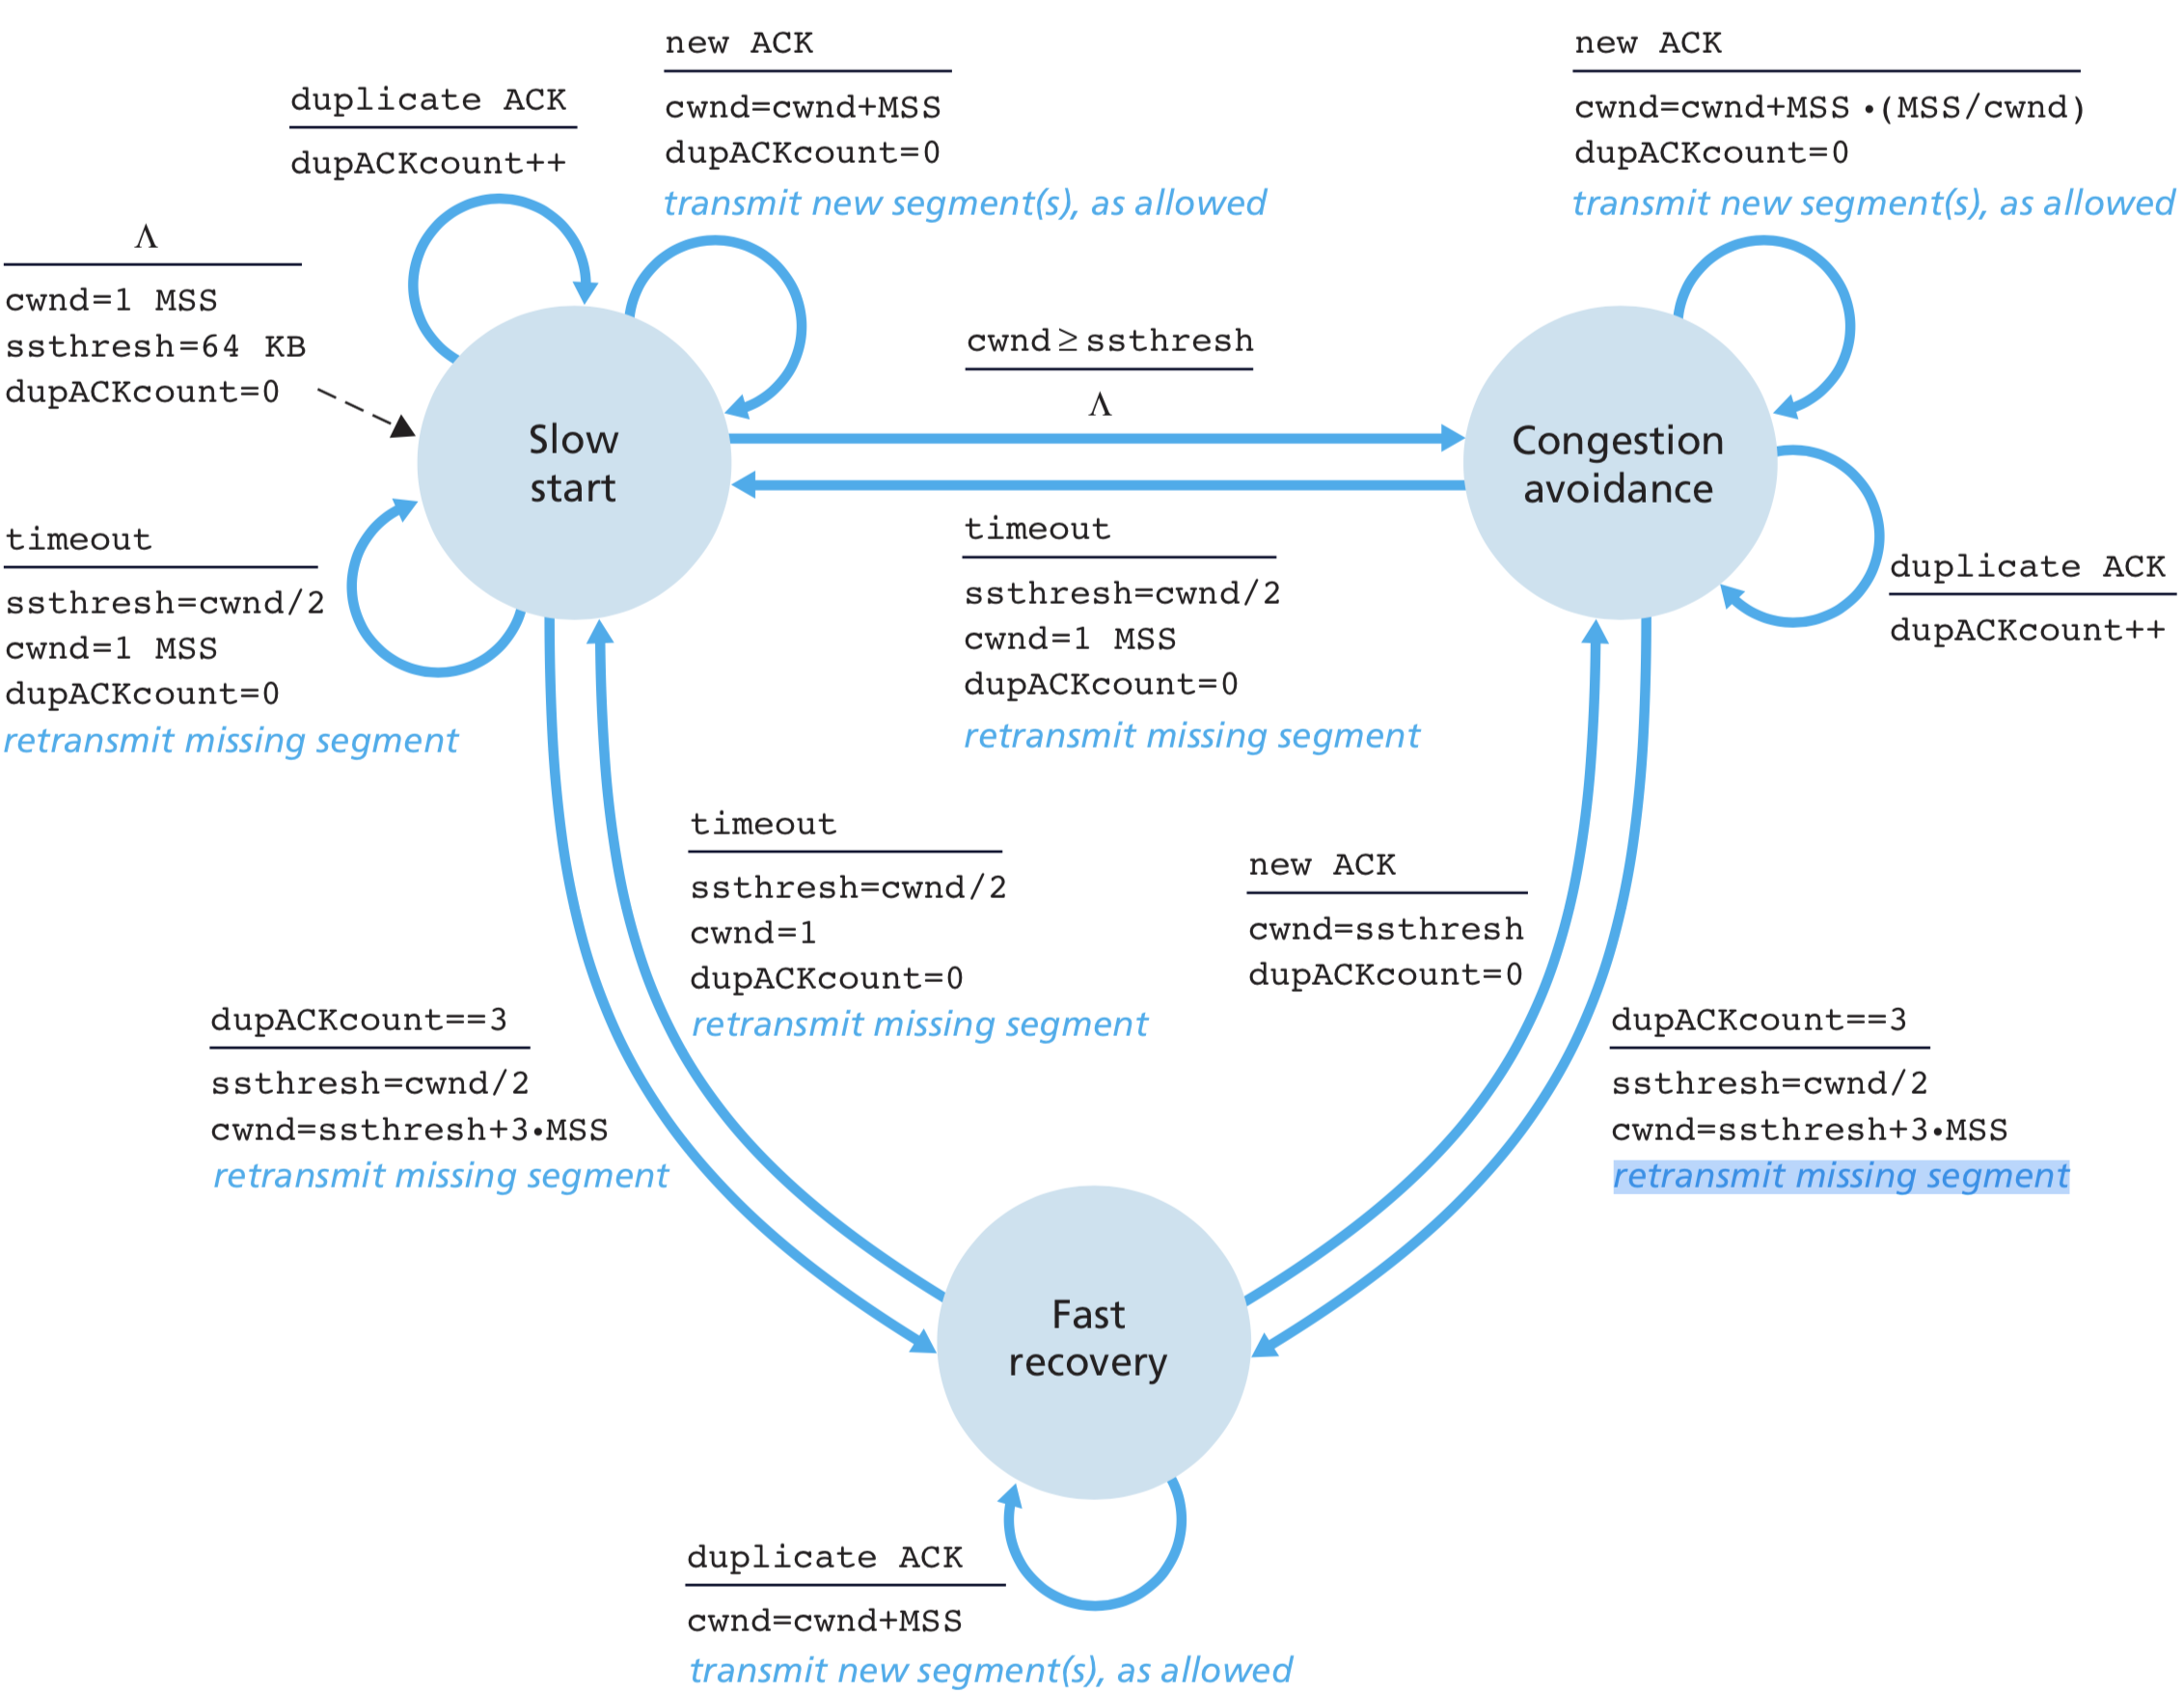 new ACK
cwnd=cwnd+MSS
dupACKcount=0
transmit new segment(s), as allowed
new ACK
cwnd=cwnd+MSS •(MSS/cwnd)
dupACKcount=0
transmit new segment(s), as allowed
duplicate ACK
dupACKcount++
Λ
cwnd=1 MSS
ssthresh=64 KB
dupACKcount=0
cwnd≥ssthresh
Λ
Slow
start
Congestion
avoidance
timeout
ssthresh=cwnd/2
cwnd=1 MSS
dupACKcount=0
retransmit missing segment
timeout
ssthresh=cwnd/2
cwnd=1 MSS
dupACKcount=0
retransmit missing segment
duplicate ACK
dupACKcount++
timeout
ssthresh=cwnd/2
cwnd=1
dupACKcount=0
retransmit missing segment
new ACK
cwnd=ssthresh
dupACKcount=0
dupACKcount==3
ssthresh=cwnd/2
cwnd=ssthresh+3•MSS
retransmit missing segment
dupACKcount==3
ssthresh=cwnd/2
cwnd=ssthresh+3•MSS
retransmit missing segment
Fast
recovery
duplicate ACK
cwnd=cwnd+MSS
transmit new segment(s), as allowed